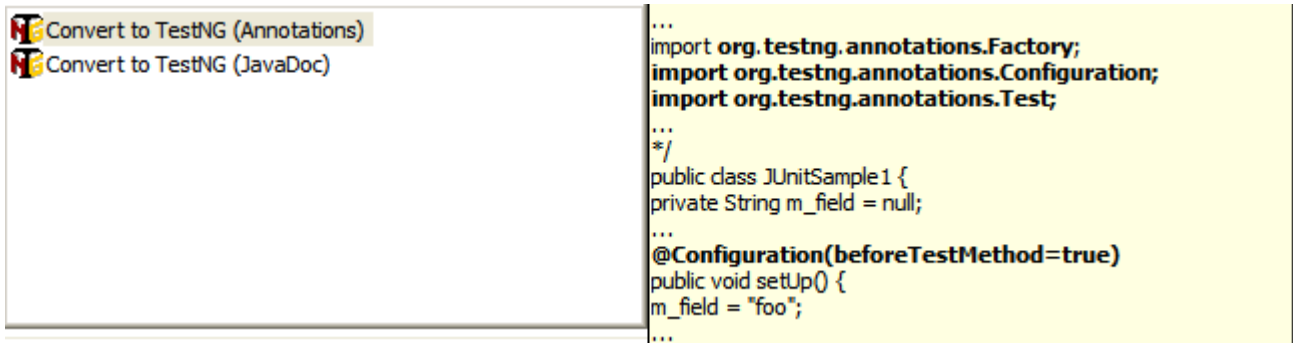 Convert to TestNG (Annotations)
Convert to TestNG (JavaDoc)
...
import org.testng.annotations.Factory;
import org.testng.annotations.Configuration;
import org.testng.annotations.Test;
...
*/
public class JUnitSample1 {
private String m_field = null;
...
@Configuration(beforeTestMethod=true)
public void setUp() {
m_field = "foo";
...